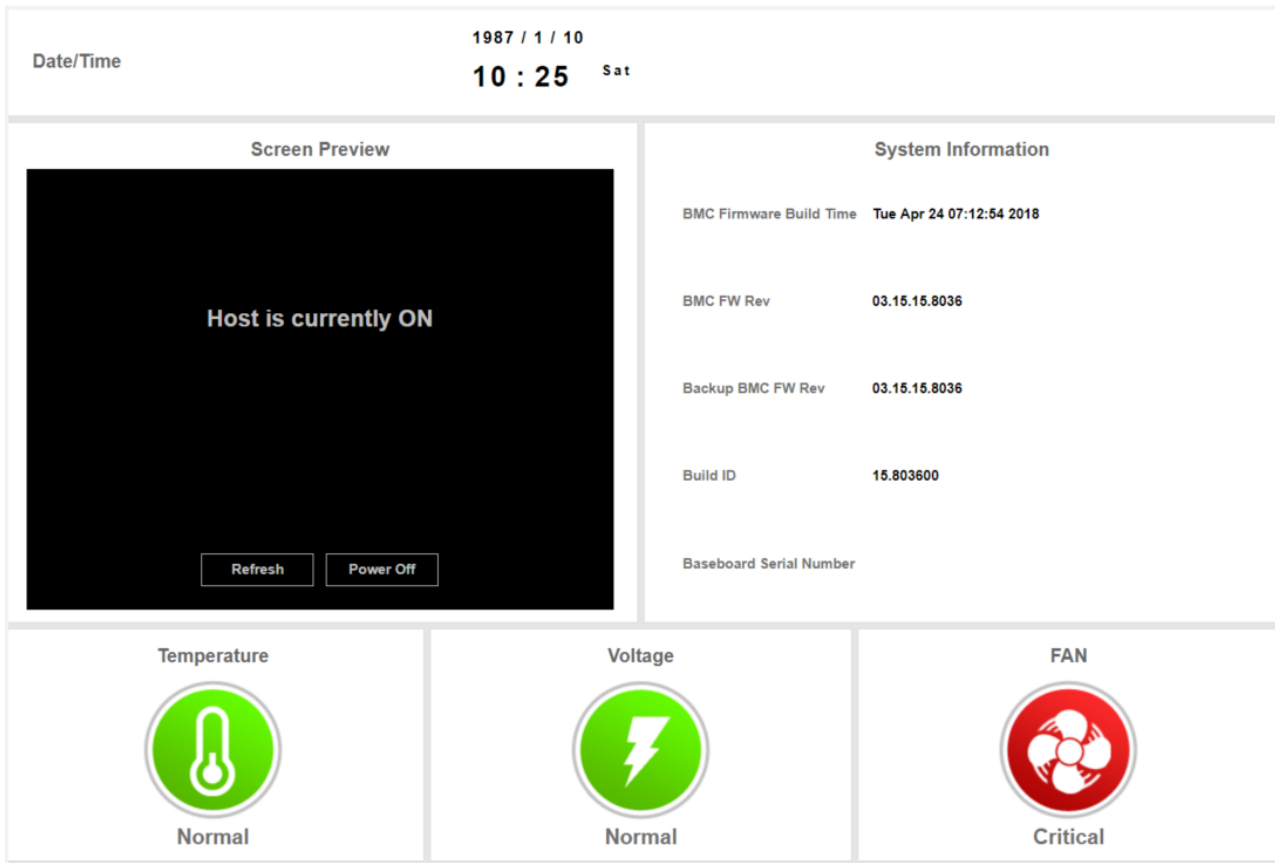 Date/Time
1987 / 1 / 10
10 : 25 Sat
Screen Preview
Host is currently ON
Refresh Power Off
System Information
BMC Firmware Build Time Tue Apr 24 07:12:54 2018
BMC FW Rev 03.15.15.8036
Backup BMC FW Rev 03.15.15.8036
Build ID 15.803600
Baseboard Serial Number
Temperature
Normal
Voltage
Normal
FAN
Critical